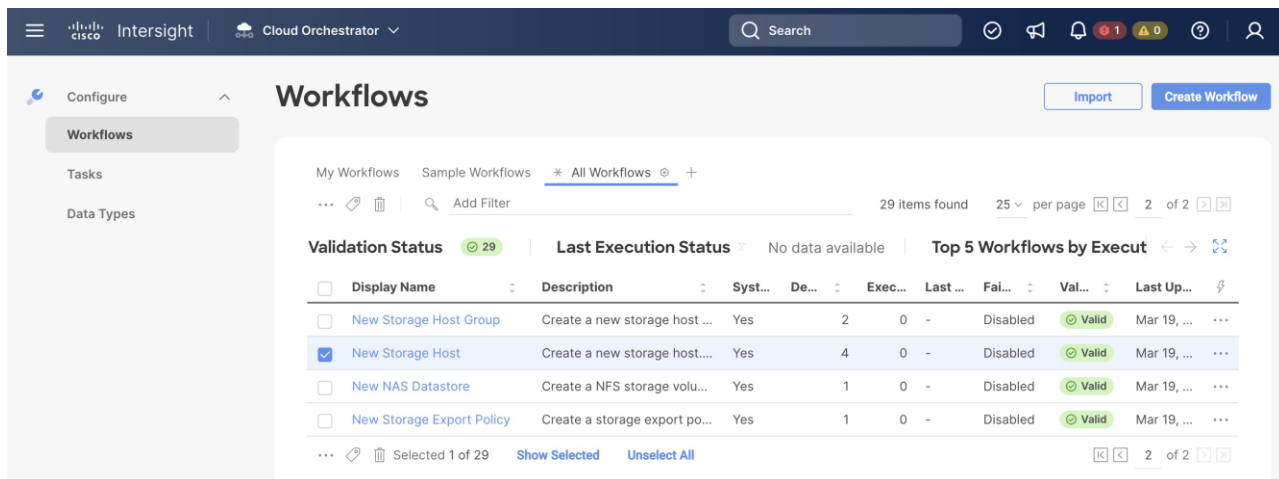 cisco Intersight Cloud Orchestrator Search 1 0
Configure
Workflows
Tasks
Data Types
Workflows
Import Create Workflow
My Workflows Sample Workflows All Workflows
Add Filter 29 items found 25 per page 2 of 2
Validation Status 29 Last Execution Status No data available Top 5 Workflows by Execut
Display Name Description Syst... De... Exec... Last ... Fai... Val... Last Up...
New Storage Host Group Create a new storage host ... Yes 2 0 - Disabled Valid Mar 19, ...
New Storage Host Create a new storage host.... Yes 4 0 - Disabled Valid Mar 19, ...
New NAS Datastore Create a NFS storage volu... Yes 1 0 - Disabled Valid Mar 19, ...
New Storage Export Policy Create a storage export po... Yes 1 0 - Disabled Valid Mar 19, ...
Selected 1 of 29 Show Selected Unselect All 2 of 2